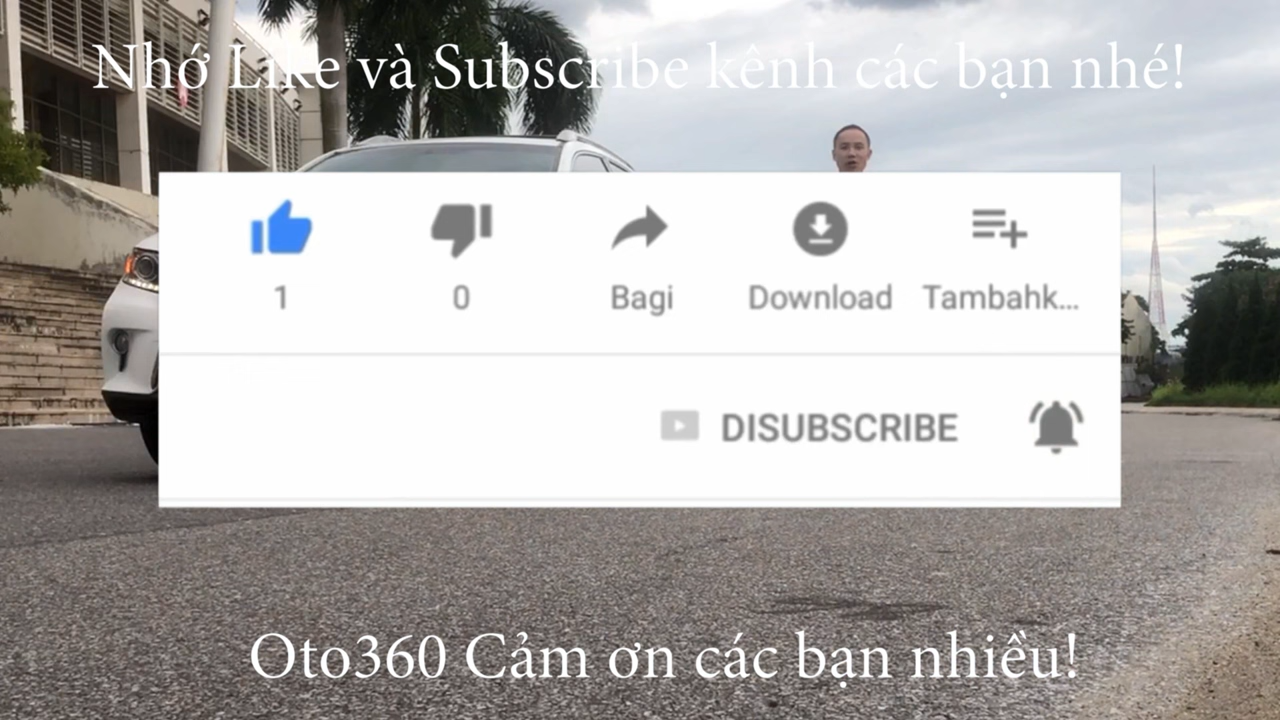 Nhớ Like và Subscribe kênh các bạn nhé!
1 0 Bagi Download Tambahk...
DISUBSCRIBE
Oto360 Cảm ơn các bạn nhiều!